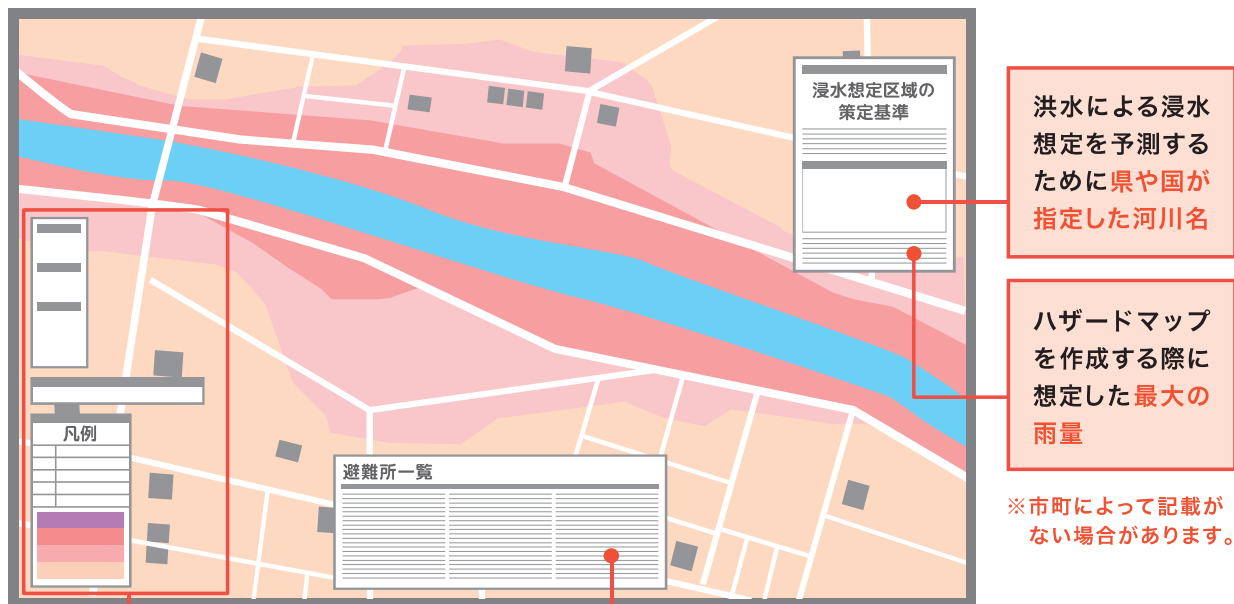 浸水想定区域の
策定基準
洪水による浸水
想定を予測する
ために県や国が
指定した河川名
ハザードマップ
を作成する際に
想定した最大の
雨量
※市町によって記載が
ない場合があります。
凡例
避難所一覧